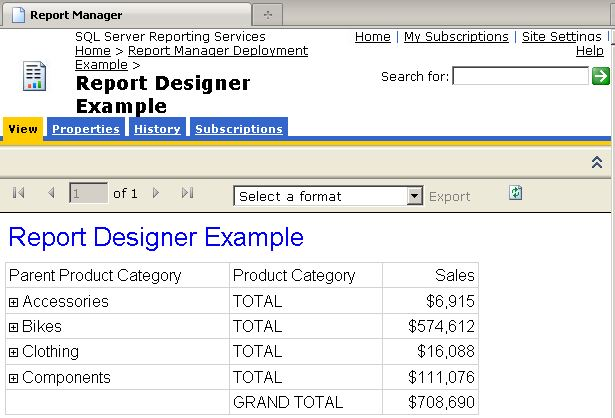 Report Manager
SQL Server Reporting Services
Home > Report Manager Deployment
Example >
Report Designer
Example
Home | My Subscriptions | Site Settings |
Help
Search for:
View Properties History Subscriptions
1 of 1 Select a format Export
Report Designer Example
Parent Product Category Product Category Sales
Accessories TOTAL $6,915
Bikes TOTAL $574,612
Clothing TOTAL $16,088
Components TOTAL $111,076
GRAND TOTAL $708,690